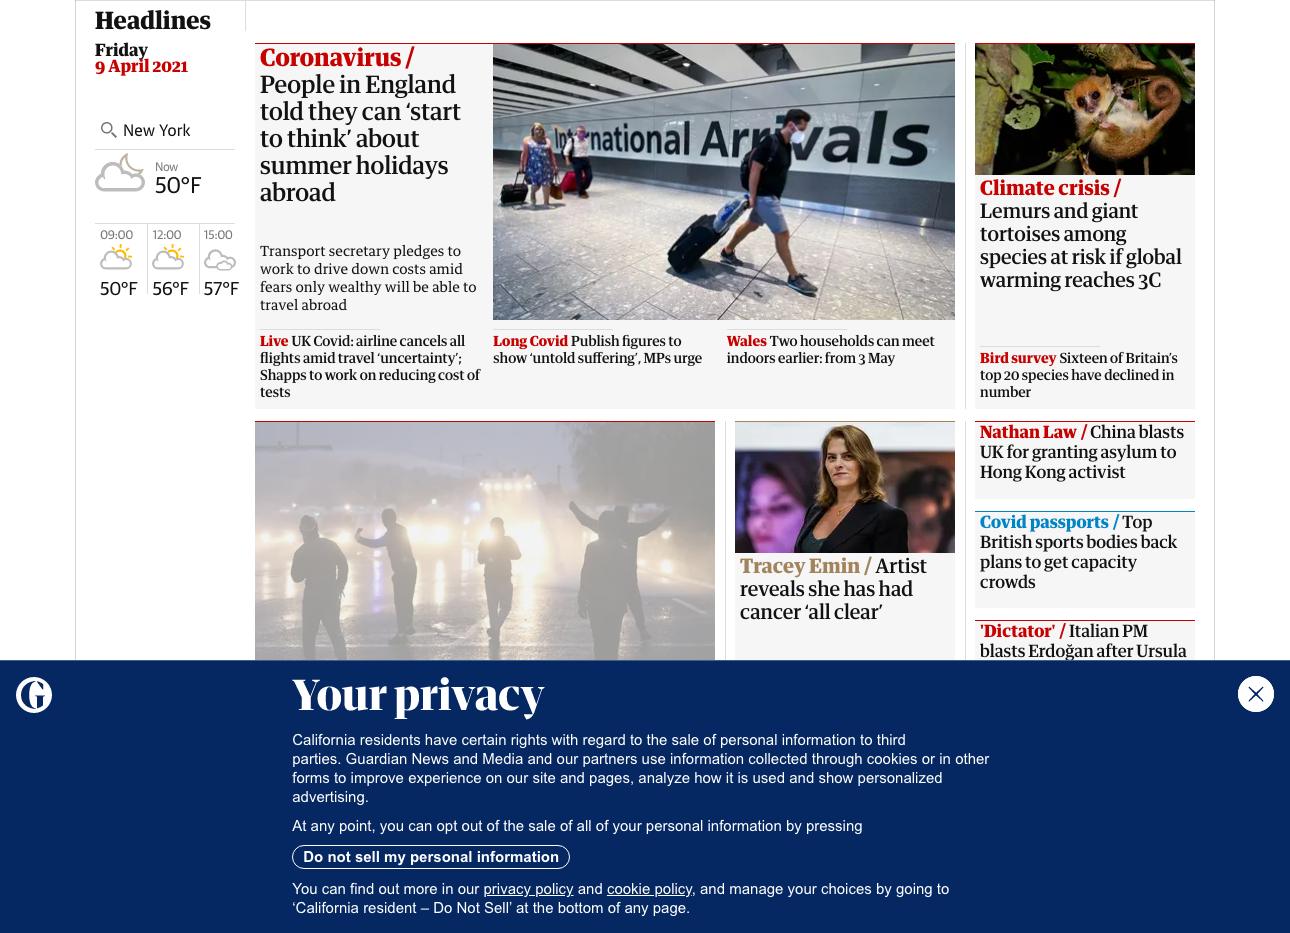 Headlines
Friday
9 April 2021
New York
Now
50°F
09:00
12:00
15:00
50°F
56°F
57°F
Coronavirus /
People in England
told they can ‘start
to think’ about
summer holidays
abroad
Transport secretary pledges to
work to drive down costs amid
fears only wealthy will be able to
travel abroad
International Arrivals
Live UK Covid: airline cancels all
flights amid travel ‘uncertainty’;
Shapps to work on reducing cost of
tests
Long Covid Publish figures to
show ‘untold suffering’, MPs urge
Wales Two households can meet
indoors earlier: from 3 May
Climate crisis /
Lemurs and giant
tortoises among
species at risk if global
warming reaches 3C
Bird survey Sixteen of Britain’s
top 20 species have declined in
number
Tracey Emin / Artist
reveals she has had
cancer ‘all clear’
Nathan Law / China blasts
UK for granting asylum to
Hong Kong activist
Covid passports / Top
British sports bodies back
plans to get capacity
crowds
'Dictator' / Italian PM
blasts Erdoğan after Ursula
G
Your privacy
California residents have certain rights with regard to the sale of personal information to third
parties. Guardian News and Media and our partners use information collected through cookies or in other
forms to improve experience on our site and pages, analyze how it is used and show personalized
advertising.
At any point, you can opt out of the sale of all of your personal information by pressing
Do not sell my personal information
You can find out more in our privacy policy and cookie policy, and manage your choices by going to
‘California resident – Do Not Sell’ at the bottom of any page.